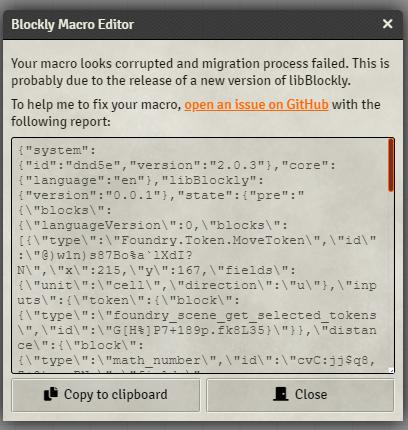 Blockly Macro Editor
Your macro looks corrupted and migration process failed. This is
probably due to the release of a new version of libBlockly.
To help me to fix your macro, open an issue on GitHub with the
following report:
{"system":
{"id":"dnd5e","version":"2.0.3"},"core":
{"language":"en"},"libBlockly":
{"version":"0.0.1"},"state":{"pre":"
{\"blocks\":
{\"languageVersion\":0,\"blocks\":
[{\"type\":\"Foundry.Token.MoveToken\",\"id\"
:\"@)w1n)s87Bo%a`lXdI?
N\",\"x\":215,\"y\":167,\"fields\":
{\"unit\":\"cell\",\"direction\":\"u\"},\"inp
uts\":{\"token\":{\"block\":
{\"type\":\"foundry_scene_get_selected_tokens
\",\"id\":\"G[H%]P7+189p.fk8L35}\"}},\"distan
ce\":{\"block\":
{\"type\":\"math_number\",\"id\":\"cvC:jj$q8,
Copy to clipboard
Close